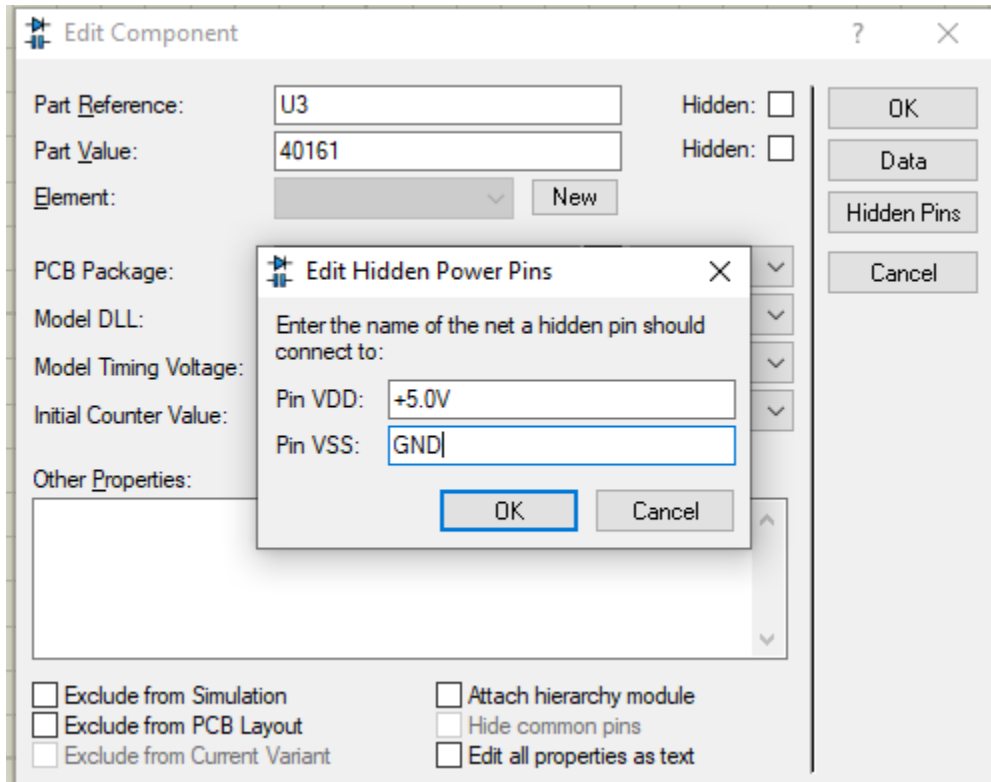 Edit Component
?
Part Reference:
U3
Hidden:
OK
Part Value:
40161
Hidden:
Data
Element:
New
Hidden Pins
PCB Package:
Cancel
Model DLL:
Model Timing Voltage:
Initial Counter Value:
Edit Hidden Power Pins
Enter the name of the net a hidden pin should
connect to:
Pin VDD:
+5.0V
Pin VSS:
GND
OK
Cancel
Other Properties:
Exclude from Simulation
Attach hierarchy module
Exclude from PCB Layout
Hide common pins
Exclude from Current Variant
Edit all properties as text